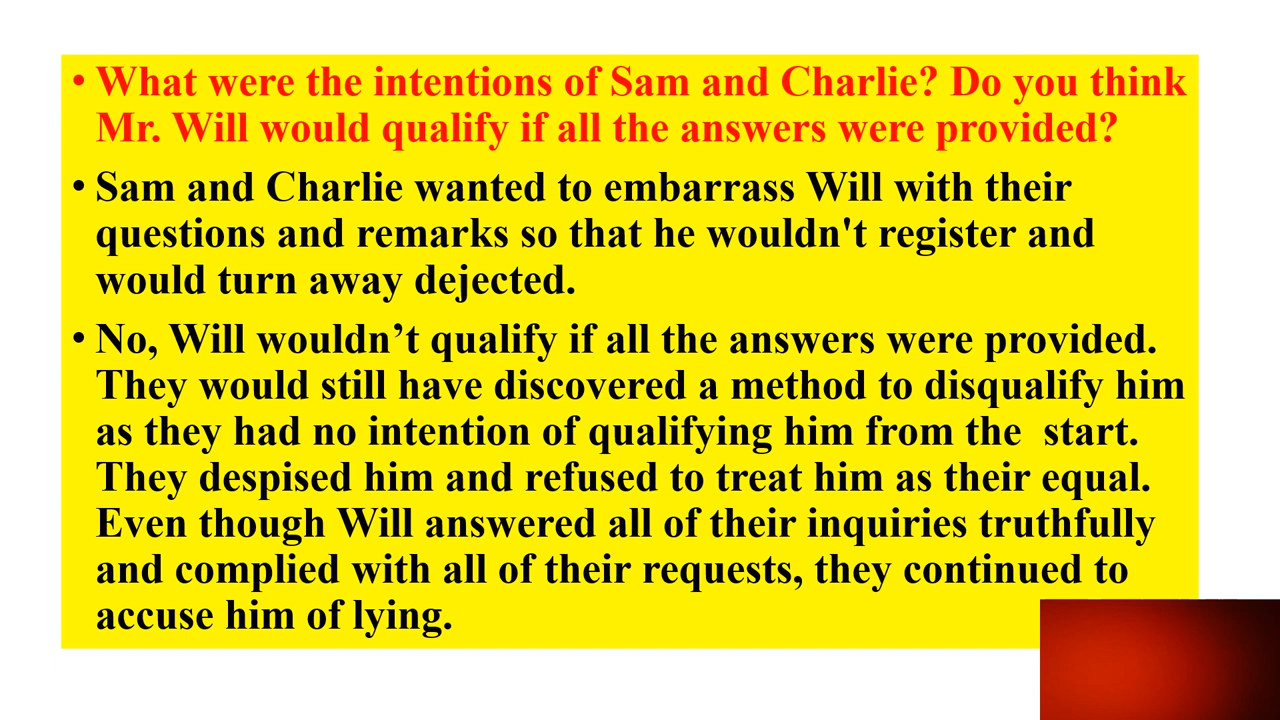 • What were the intentions of Sam and Charlie? Do you think
Mr. Will would qualify if all the answers were provided?
• Sam and Charlie wanted to embarrass Will with their
questions and remarks so that he wouldn't register and
would turn away dejected.
• No, Will wouldn’t qualify if all the answers were provided.
They would still have discovered a method to disqualify him
as they had no intention of qualifying him from the  start.
They despised him and refused to treat him as their equal.
Even though Will answered all of their inquiries truthfully
and complied with all of their requests, they continued to
accuse him of lying.